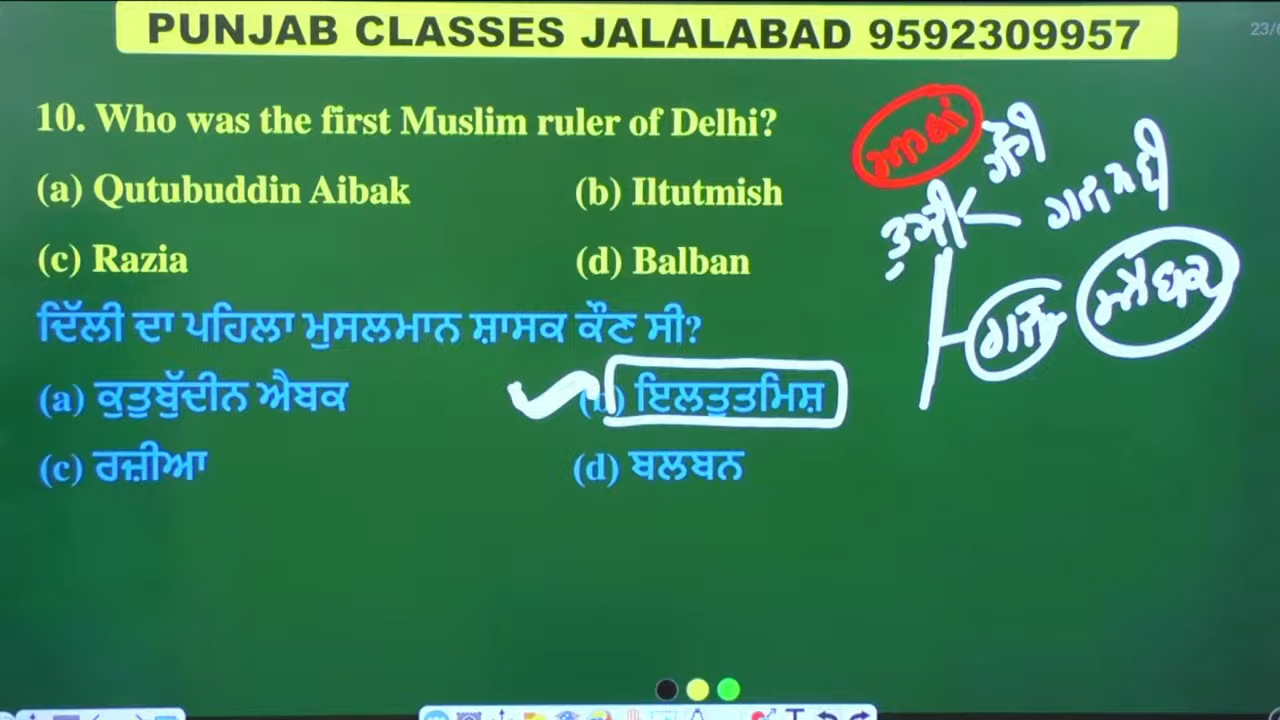 PUNJAB CLASSES JALALABAD 9592309957
23/
10. Who was the first Muslim ruler of Delhi?
(a) Qutubuddin Aibak (b) Iltutmish
(c) Razia (d) Balban
ਦਿੱਲੀ ਦਾ ਪਹਿਲਾ ਮੁਸਲਮਾਨ ਸ਼ਾਸਕ ਕੌਣ ਸੀ?
(a) ਕੁਤੁਬੁੱਦੀਨ ਐਬਕ (b) ਇਲਤੁਤਮਿਸ਼
(c) ਰਜ਼ੀਆ (d) ਬਲਬਨ